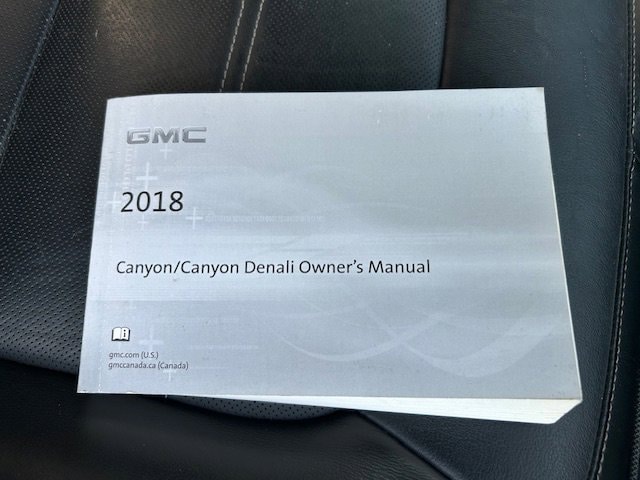 GMC
2018
Canyon/Canyon Denali Owner's Manual
gmc.com (U.S.)
gmccanada.ca (Canada)